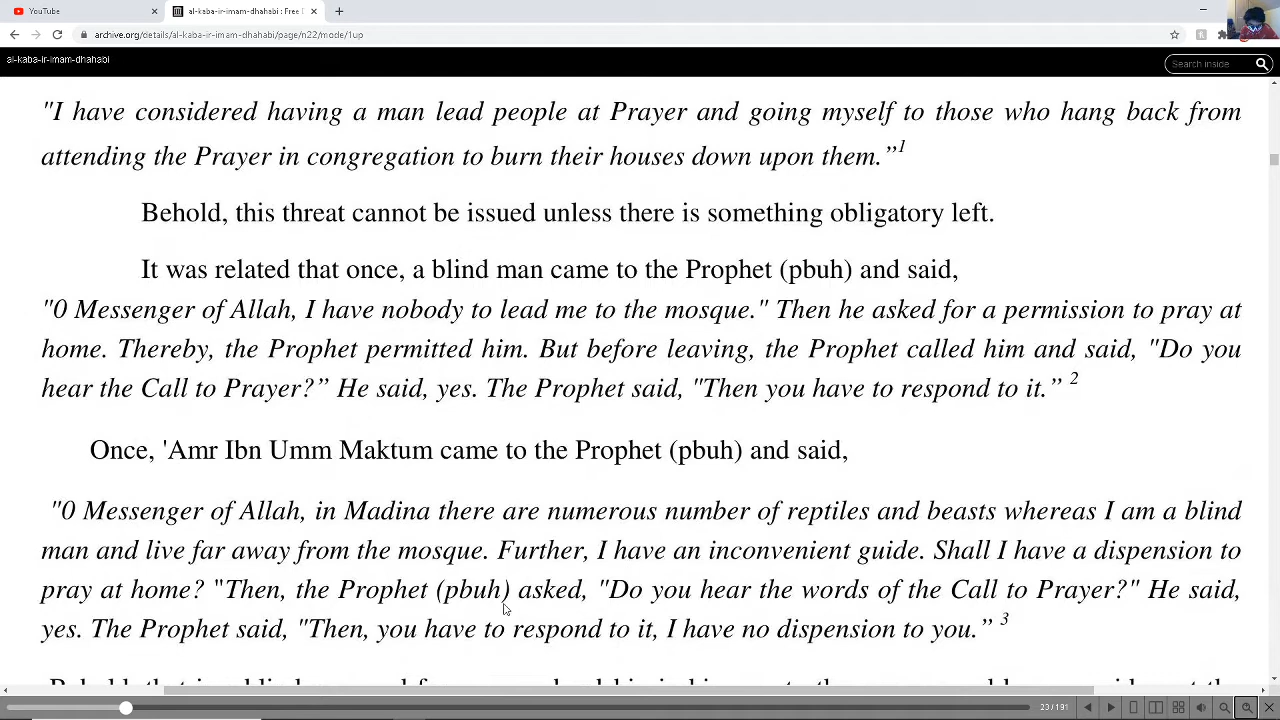 YouTube
al-kaba-ir-imam-dhahabi : Free
archive.org/details/al-kaba-ir-imam-dhahabi/page/n22/mode/1up
al-kaba-ir-imam-dhahabi
Search inside
"I have considered having a man lead people at Prayer and going myself to those who hang back from
attending the Prayer in congregation to burn their houses down upon them.”1
Behold, this threat cannot be issued unless there is something obligatory left.
It was related that once, a blind man came to the Prophet (pbuh) and said,
"0 Messenger of Allah, I have nobody to lead me to the mosque." Then he asked for a permission to pray at
home. Thereby, the Prophet permitted him. But before leaving, the Prophet called him and said, "Do you
hear the Call to Prayer?” He said, yes. The Prophet said, "Then you have to respond to it.” 2
Once, 'Amr Ibn Umm Maktum came to the Prophet (pbuh) and said,
"0 Messenger of Allah, in Madina there are numerous number of reptiles and beasts whereas I am a blind
man and live far away from the mosque. Further, I have an inconvenient guide. Shall I have a dispension to
pray at home? "Then, the Prophet (pbuh) asked, "Do you hear the words of the Call to Prayer?" He said,
yes. The Prophet said, "Then, you have to respond to it, I have no dispension to you.” 3
23 / 191